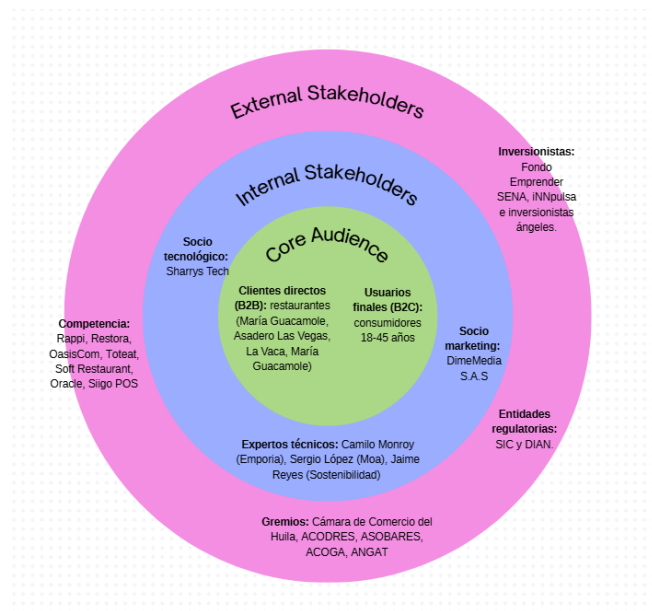 External Stakeholders
Internal Stakeholders
Core Audience
Inversionistas:
Fondo
Emprender
SENA, iNNpulsa
e inversionistas
ángeles.
Socio
tecnológico:
Sharrys Tech
Clientes directos
(B2B): restaurantes
(María Guacamole,
Asadero Las Vegas,
La Vaca, María
Guacamole)
Usuarios
finales (B2C):
consumidores
18-45 años
Competencia:
Rappi, Restora,
OasisCom, Toteat,
Soft Restaurant,
Oracle, Siigo POS
Socio
marketing:
DimeMedia
S.A.S
Entidades
regulatorias:
SIC y DIAN.
Expertos técnicos: Camilo Monroy
(Emporia), Sergio López (Moa), Jaime
Reyes (Sostenibilidad)
Gremios: Cámara de Comercio del
Huila, ACODRES, ASOBARES,
ACOGA, ANGAT